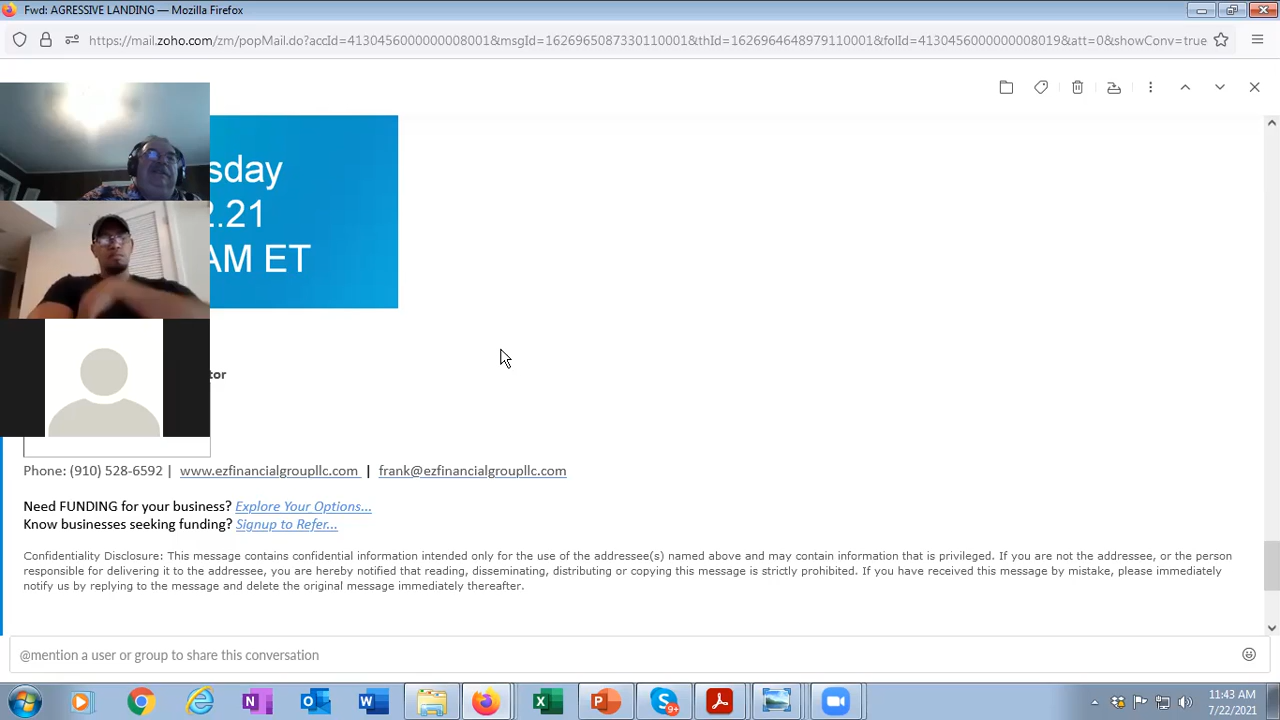 Fwd: AGRESSIVE LANDING — Mozilla Firefox
https://mail.zoho.com/zm/popMail.do?accId=4130456000000008001&msgId=1626965087330110001&thId=1626964648979110001&folId=4130456000000008019&att=0&showConv=true
sday
2.21
AM ET
tor
Phone: (910) 528-6592 | www.ezfinancialgroupllc.com | frank@ezfinancialgroupllc.com
Need FUNDING for your business? Explore Your Options...
Know businesses seeking funding? Signup to Refer...
Confidentiality Disclosure: This message contains confidential information intended only for the use of the addressee(s) named above and may contain information that is privileged. If you are not the addressee, or the person
responsible for delivering it to the addressee, you are hereby notified that reading, disseminating, distributing or copying this message is strictly prohibited. If you have received this message by mistake, please immediately
notify us by replying to the message and delete the original message immediately thereafter.
@mention a user or group to share this conversation
11:43 AM
7/22/2021